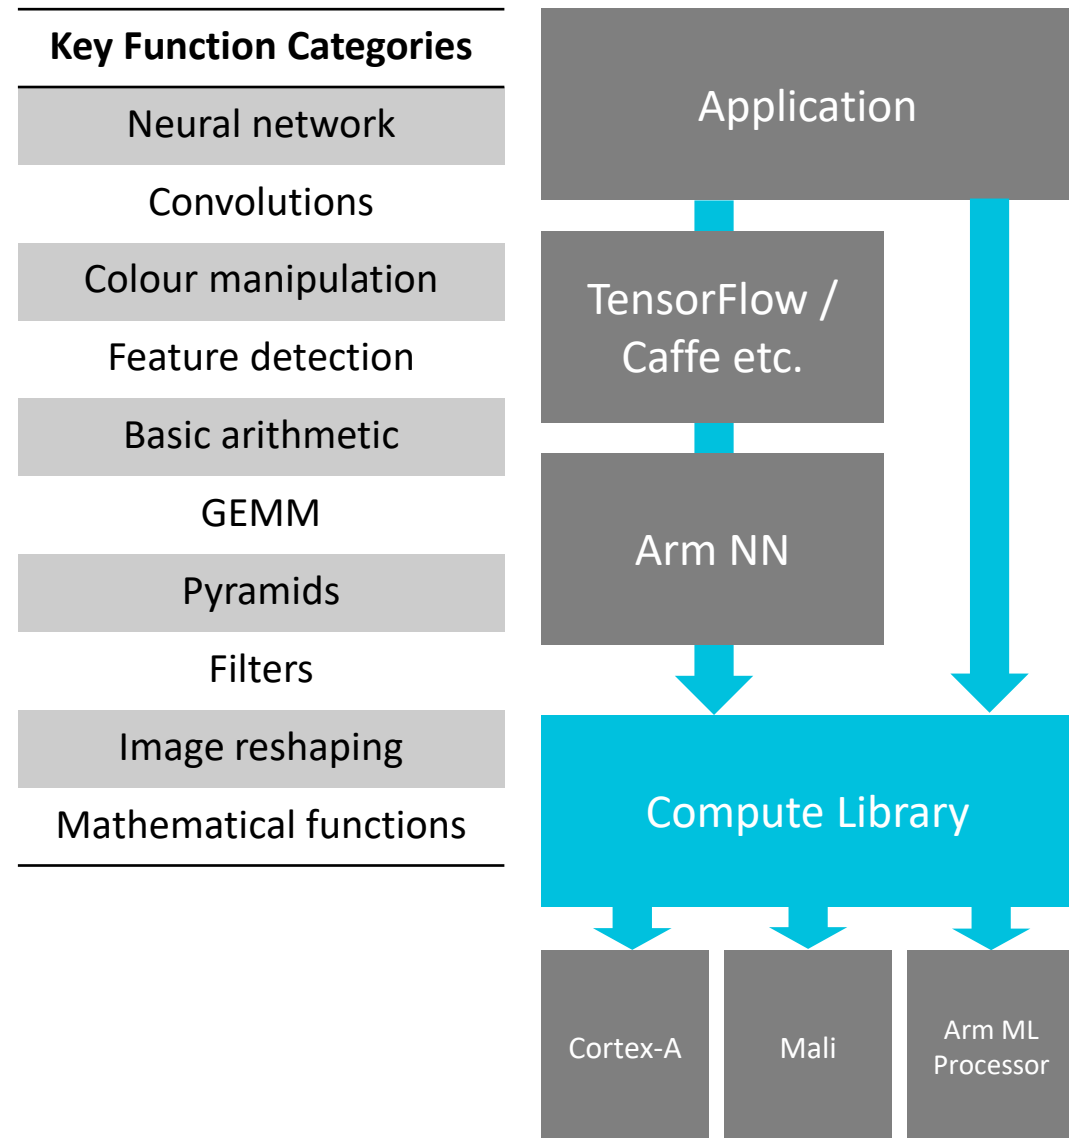 Key Function Categories
Neural network
Convolutions
Colour manipulation
Feature detection
Basic arithmetic
GEMM
Pyramids
Filters
Image reshaping
Mathematical functions
Application
TensorFlow /
Caffe etc.
Arm NN
Compute Library
Cortex-A
Mali
Arm ML
Processor